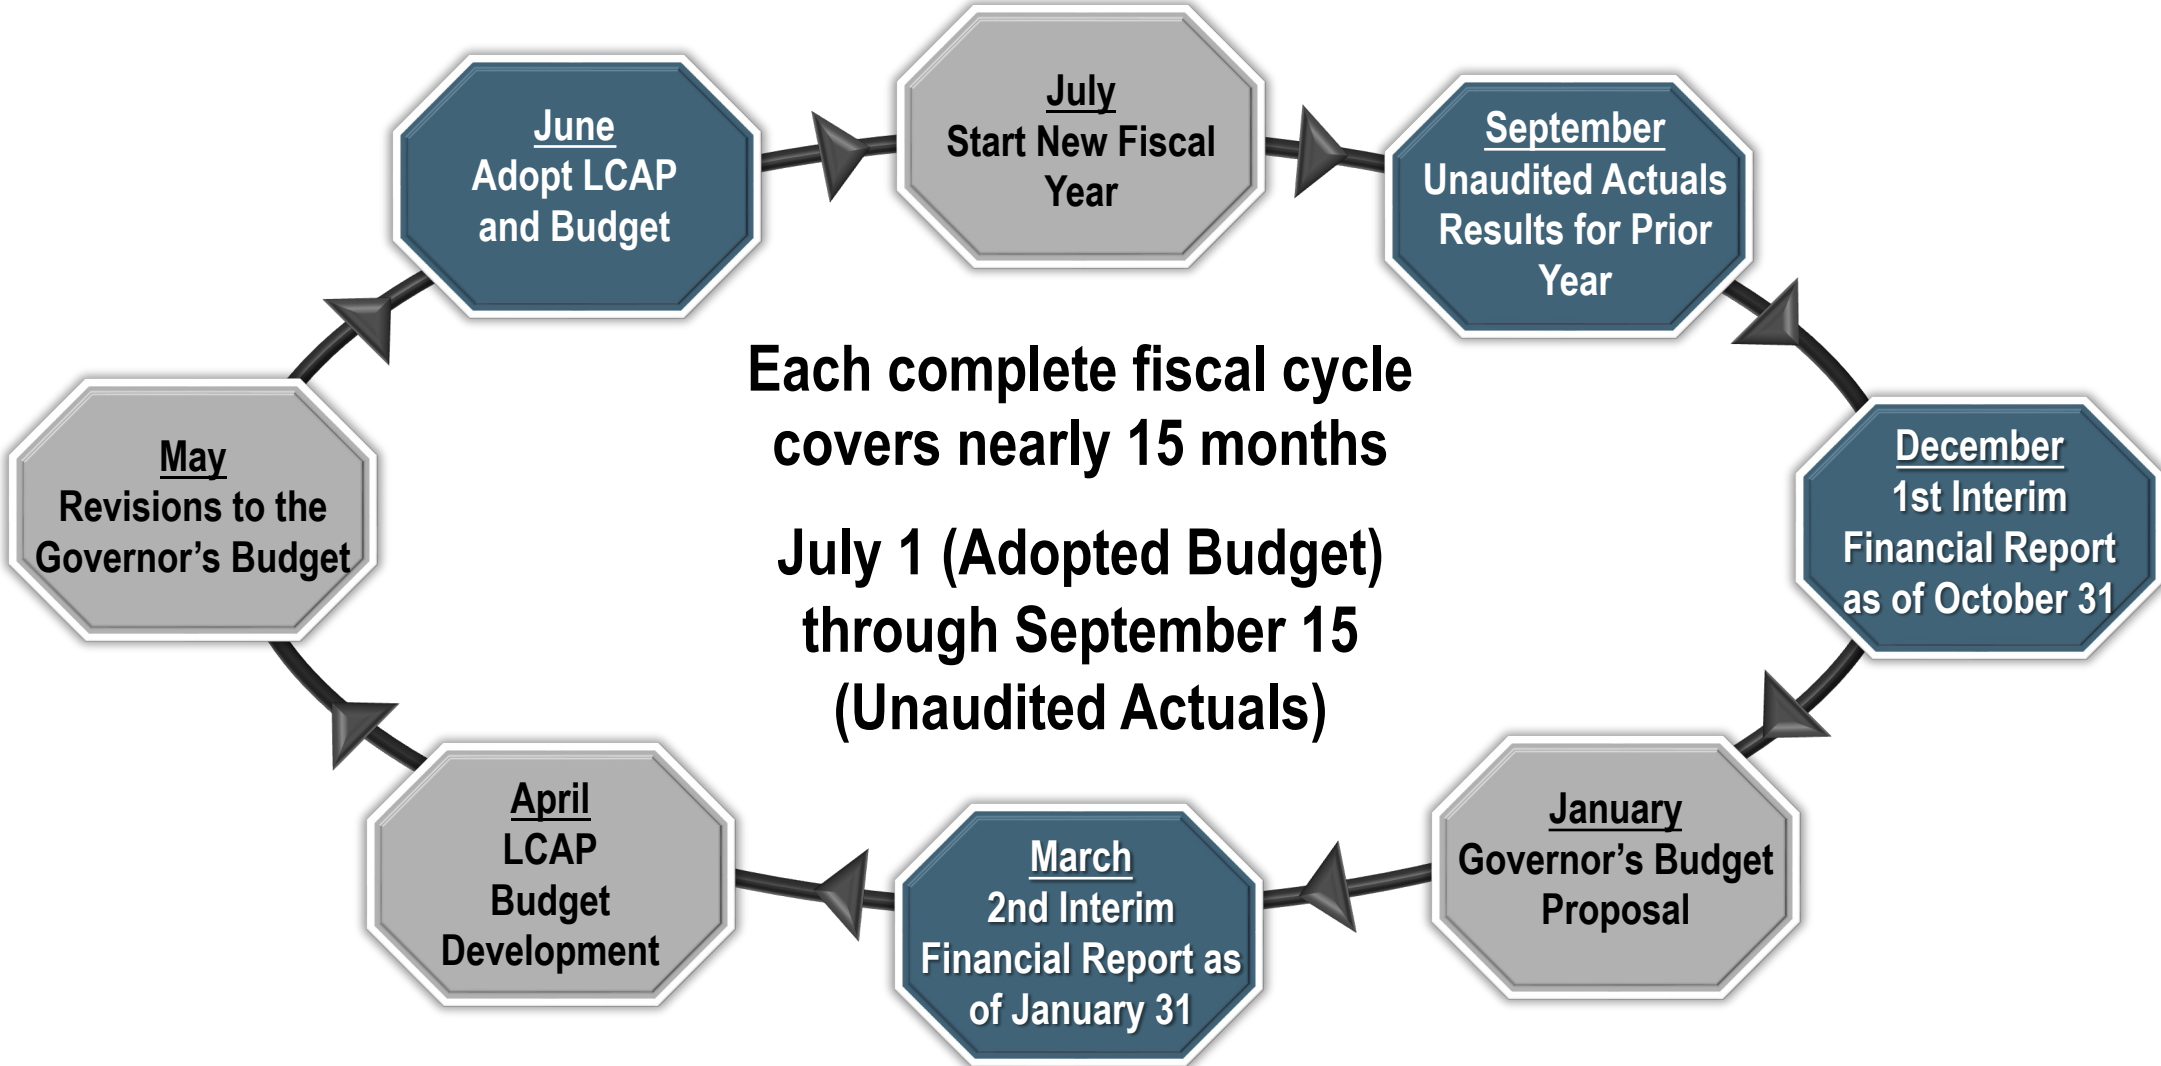 July
Start New Fiscal
Year
September
Unaudited Actuals
Results for Prior
Year
December
1st Interim
Financial Report
as of October 31
January
Governor’s Budget
Proposal
March
2nd Interim
Financial Report as
of January 31
April
LCAP
Budget
Development
May
Revisions to the
Governor’s Budget
June
Adopt LCAP
and Budget
Each complete fiscal cycle
covers nearly 15 months
July 1 (Adopted Budget)
through September 15
(Unaudited Actuals)